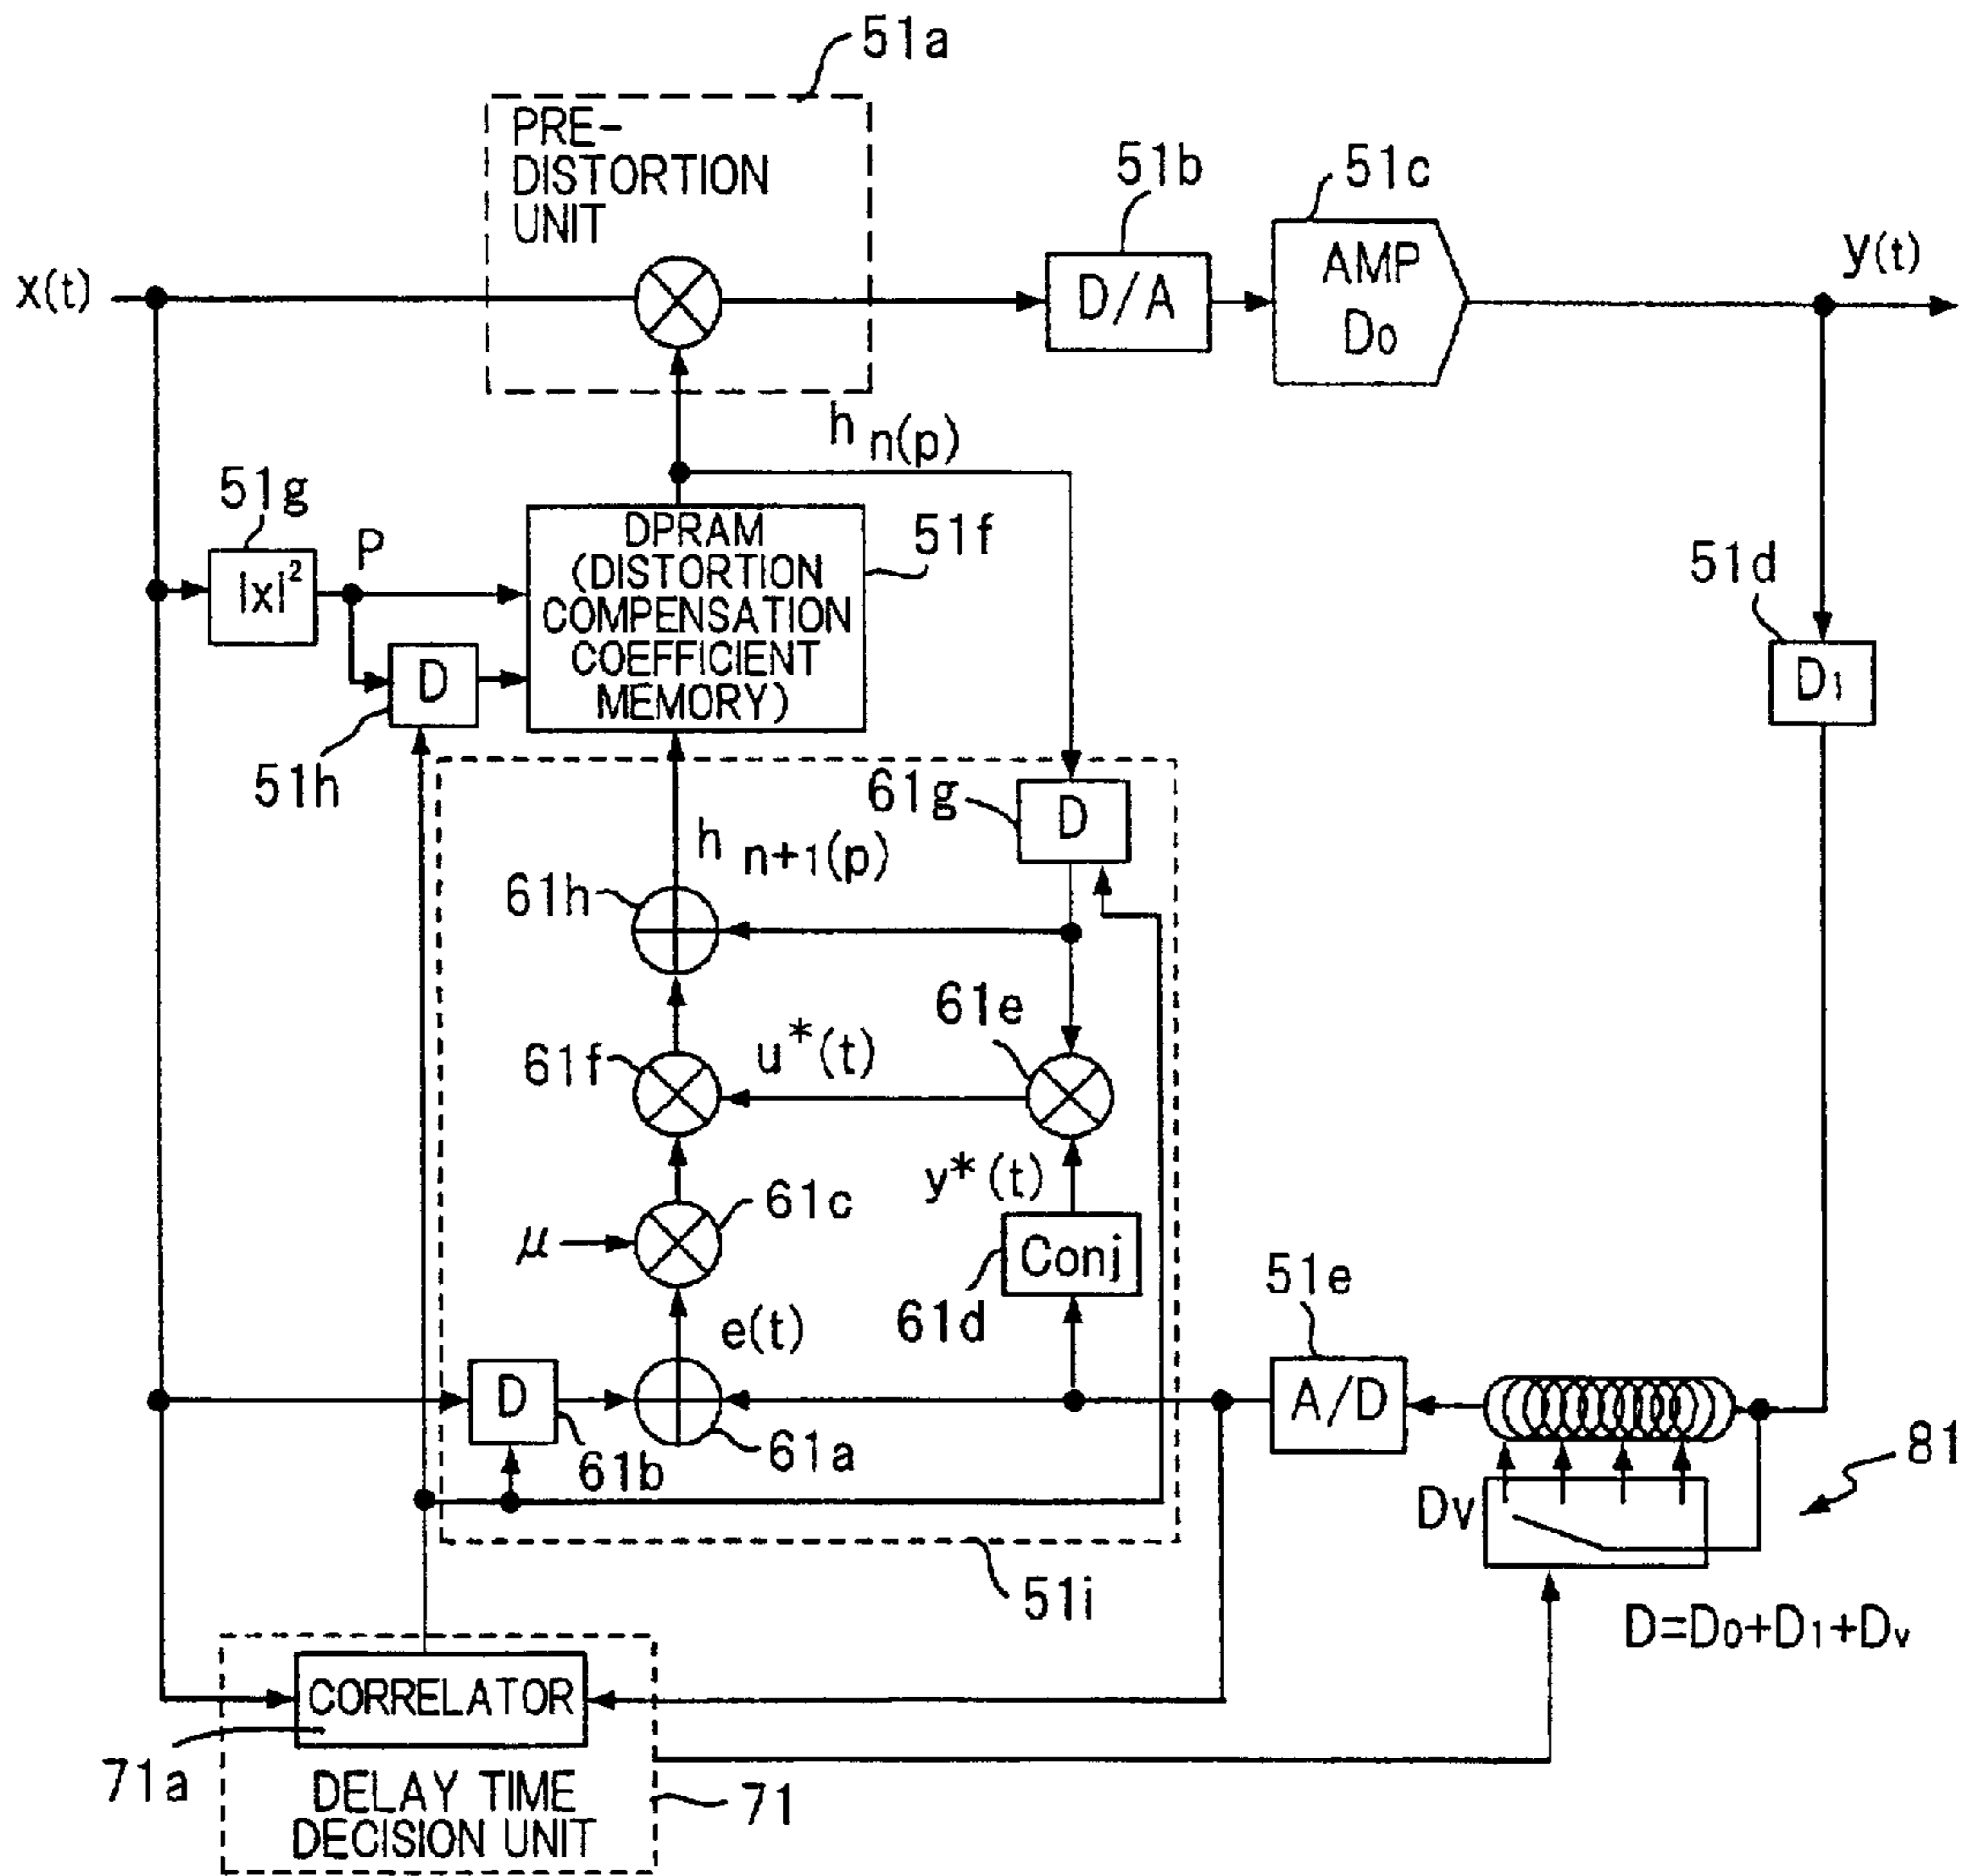 51a
PRE-
DISTORTION
UNIT
51b
51c
x(t)
D/A
AMP
D₀
y(t)
hₙ₍ₚ₎
51g
|x|²
P
DPRAM
(DISTORTION
COMPENSATION
COEFFICIENT
MEMORY)
51f
51d
D₁
D
51h
61g
D
h n+1(p)
61h
61e
61f
u*(t)
y*(t)
61c
μ
Conj
61d
51e
e(t)
D
A/D
61b
61a
81
Dv
51i
D=D₀+D₁+Dᵥ
CORRELATOR
71a
DELAY TIME
DECISION UNIT
71